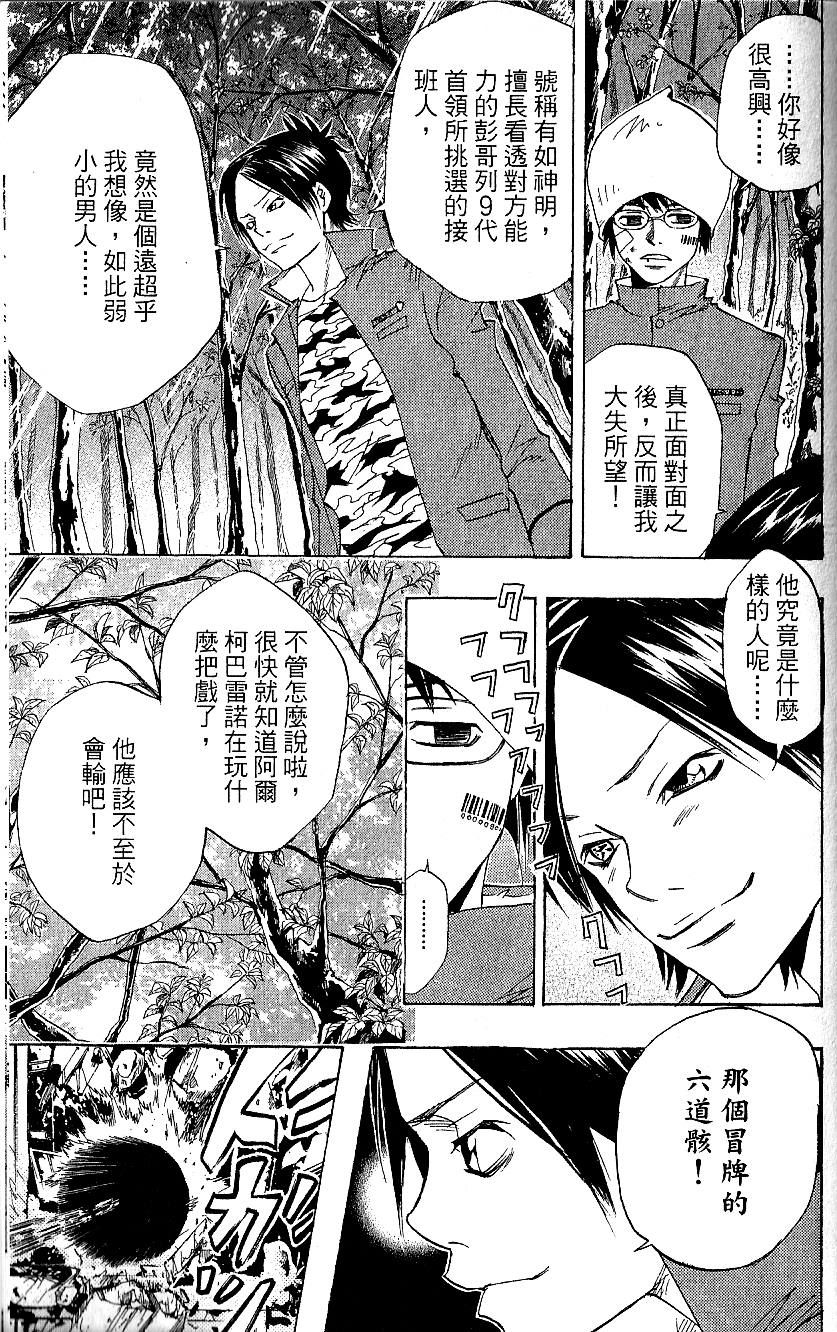 ……你好像
很高興……
真正面對面之
後，反而讓我
大失所望！
號稱有如神明，
擅長看透對方能
力的彭哥列9代
首領所挑選的接
班人，
竟然是個遠超乎
我想像，如此弱
小的男人……
他究竟是什麼
樣的人呢……
クフフフ
クフフ
……
不管怎麼說啦，
很快就知道阿爾
柯巴雷諾在玩什
麼把戲了，
他應該不至於
會輸吧！
那個冒牌的
六道骸！